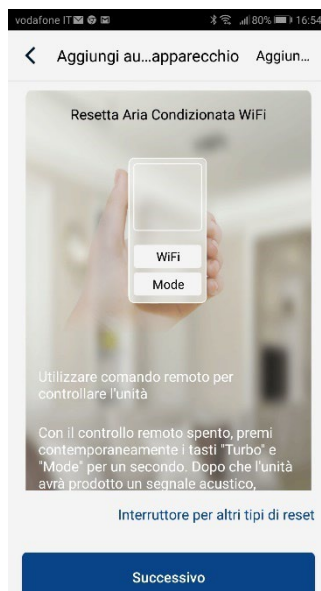 vodafone IT 80% 16:54
Aggiungi au...apparecchio Aggiun...
Resetta Aria Condizionata WiFi
WiFi
Mode
Utilizzare comando remoto per
controllare l'unità
Con il controllo remoto spento, premi
contemporaneamente i tasti "Turbo" e
"Mode" per un secondo. Dopo che l'unità
avrà prodotto un segnale acustico,
Interruttore per altri tipi di reset
Successivo